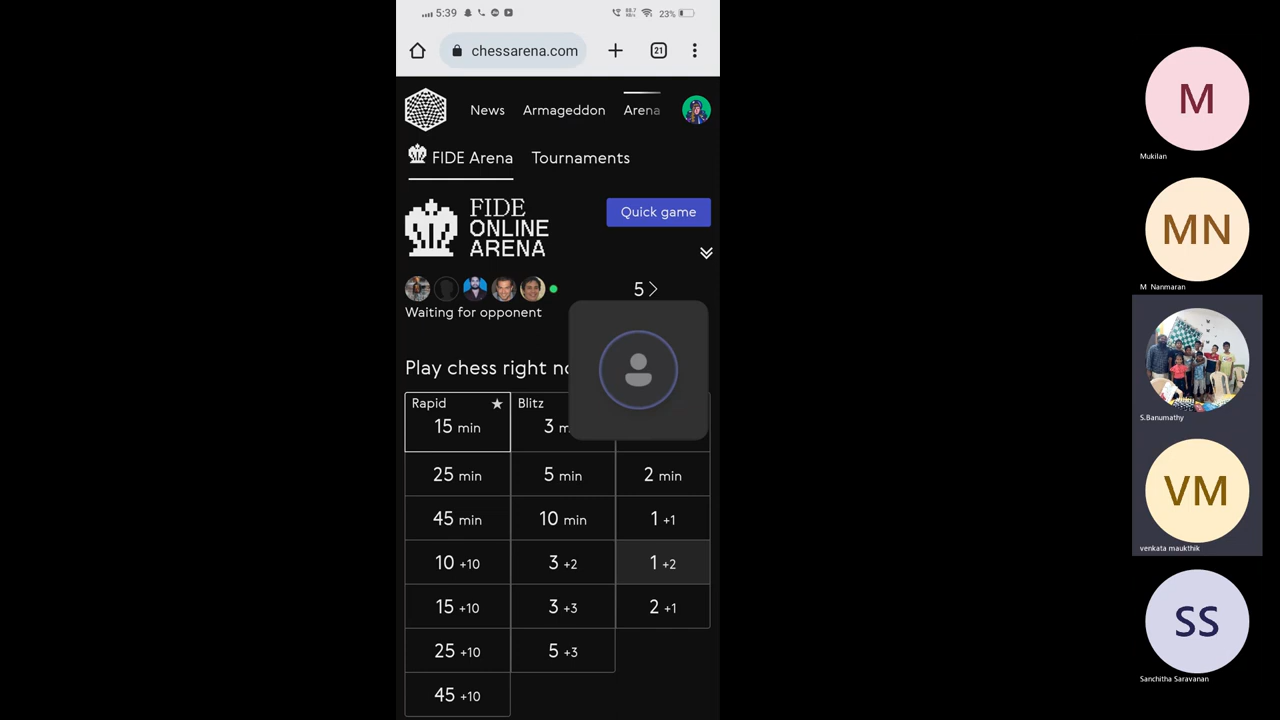 5:39
88.7
KB/s
23%
chessarena.com
21
News
Armageddon
Arena
FIDE Arena
Tournaments
FIDE
ONLINE
ARENA
Quick game
5
Waiting for opponent
Play chess right
Rapid
Blitz
15 min
3
25 min
5 min
2 min
45 min
10 min
1 +1
10 +10
3 +2
1 +2
15 +10
3 +3
2 +1
25 +10
5 +3
45 +10
M
Mukilan
MN
M Nanmaran
S.Banumathy
VM
venkata maukthik
SS
Sanchitha Saravanan